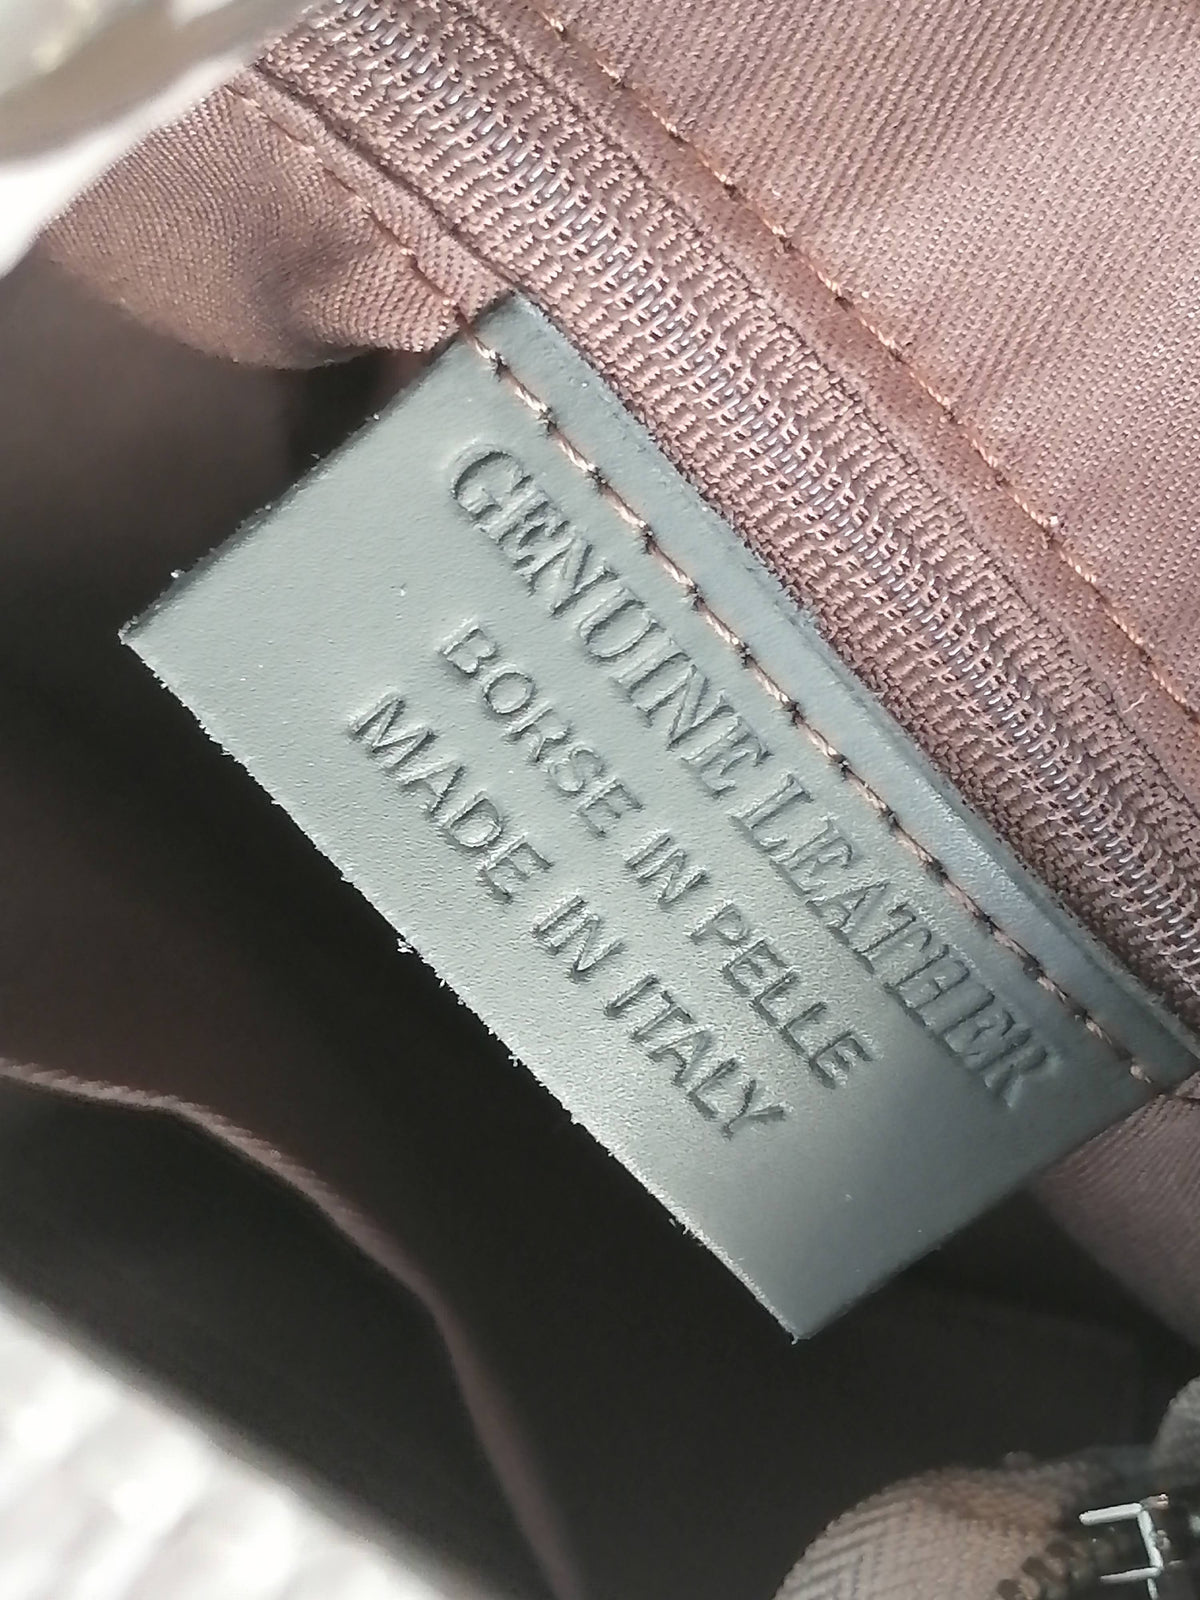 GENUINE LEATHER
BORSE IN PELLE
MADE IN ITALY